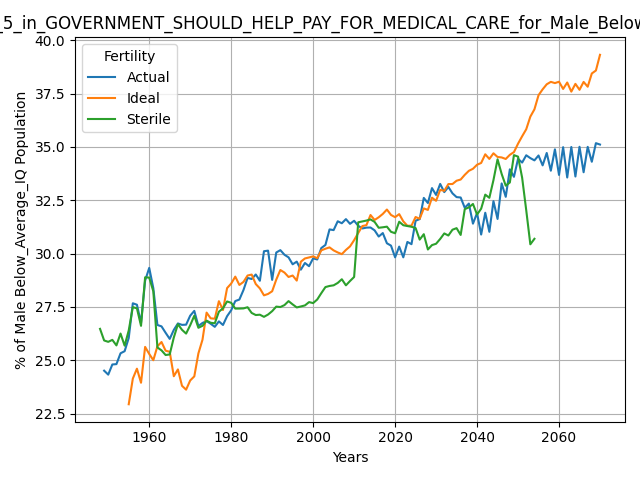 _5_in_GOVERNMENT_SHOULD_HELP_PAY_FOR_MEDICAL_CARE_for_Male_Below
40.0
37.5
35.0
32.5
30.0
27.5
25.0
22.5
% of Male Below_Average_IQ Population
Fertility
Actual
Ideal
Sterile
1960
1980
2000
2020
2040
2060
Years